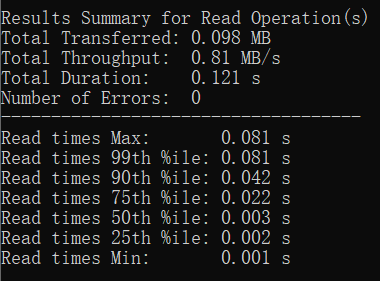 Results Summary for Read Operation(s)
Total Transferred: 0.098 MB
Total Throughput: 0.81 MB/s
Total Duration: 0.121 s
Number of Errors: 0
------------------------------------
Read times Max: 0.081 s
Read times 99th %ile: 0.081 s
Read times 90th %ile: 0.042 s
Read times 75th %ile: 0.022 s
Read times 50th %ile: 0.003 s
Read times 25th %ile: 0.002 s
Read times Min: 0.001 s